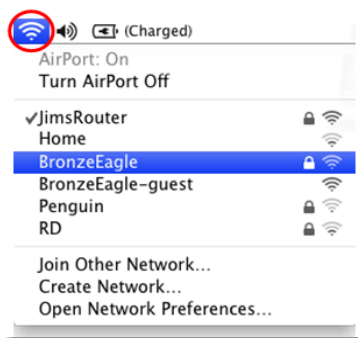 (Charged)
AirPort: On
Turn AirPort Off
✓JimsRouter
Home
BronzeEagle
BronzeEagle-guest
Penguin
RD
Join Other Network...
Create Network...
Open Network Preferences...